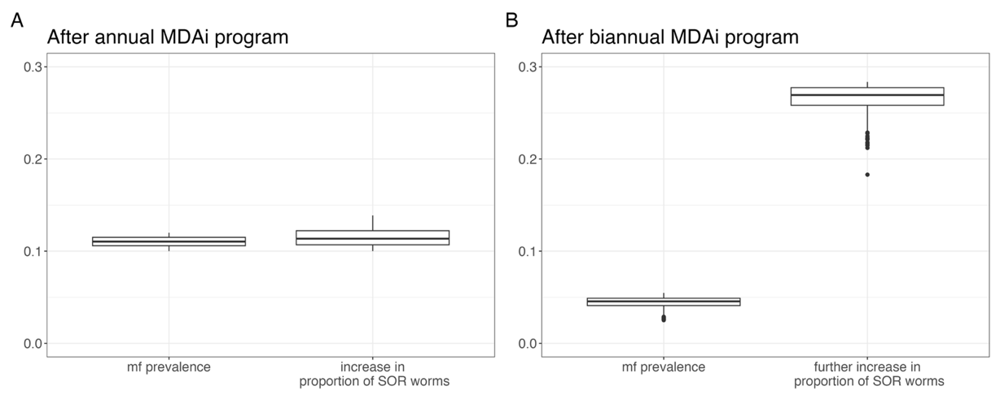 A
After annual MDAi program
0.3
0.2
0.1
0.0
mf prevalence
increase in
proportion of SOR worms
B
After biannual MDAi program
0.3
0.2
0.1
0.0
mf prevalence
further increase in
proportion of SOR worms